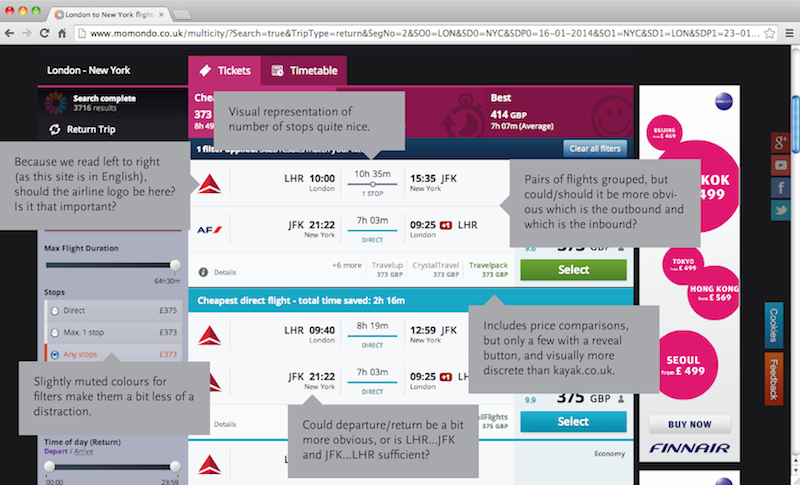 London to New York flight:
www.momondo.co.uk/multicity/?Search=true&TripType=return&SegNo=2&SO0=LON&SD0=NYC&SDP0=16-01-2014&SO1=NYC&SD1=LON&SDP1=23-01...
London - New York
Tickets
Timetable
Search complete
3716 results
Return Trip
373
8h 49
Best
414 GBP
7h 07m (Average)
Visual representation of
number of stops quite nice.
1 filter applied.
Clear all filters
Because we read left to right
(as this site is in English),
should the airline logo be here?
Is it that important?
LHR 10:00
London
10h 35m
1 STOP
15:35 JFK
New York
Pairs of flights grouped, but
could/should it be more obvi-
ous which is the outbound and
which is the inbound?
AF
JFK 21:22
New York
7h 03m
DIRECT
09:25 +1 LHR
London
9.8
373 GBP
Max Flight Duration
64h30m
Details
+6 more
Travelup
373 GBP
CrystalTravel
373 GBP
Travelpack
373 GBP
Select
Stops
Direct £375
Max. 1 stop £373
Any stops £373
Cheapest direct flight - total time saved: 2h 16m
LHR 09:40
London
8h 19m
DIRECT
12:59 JFK
New York
Includes price comparisons,
but only a few with a reveal
button, and visually more
discrete than kayak.co.uk.
Slightly muted colours for
filters make them a bit less of a
distraction.
JFK 21:22
New York
7h 03m
DIRECT
09:25 +1
London
9.9
375 GBP
Details
Flights
375 GBP
Select
Could departure/return be a bit
more obvious, or is LHR...JFK
and JFK...LHR sufficient?
Time of day (Return)
Depart / Arrive
00:00
23:59
Economy
BEIJING
from £ 469
KOK
499
TOKYO
from £ 499
HONG KONG
from £ 569
SEOUL
from £ 499
BUY NOW
FINNAIR
g+
f
Cookies
Feedback